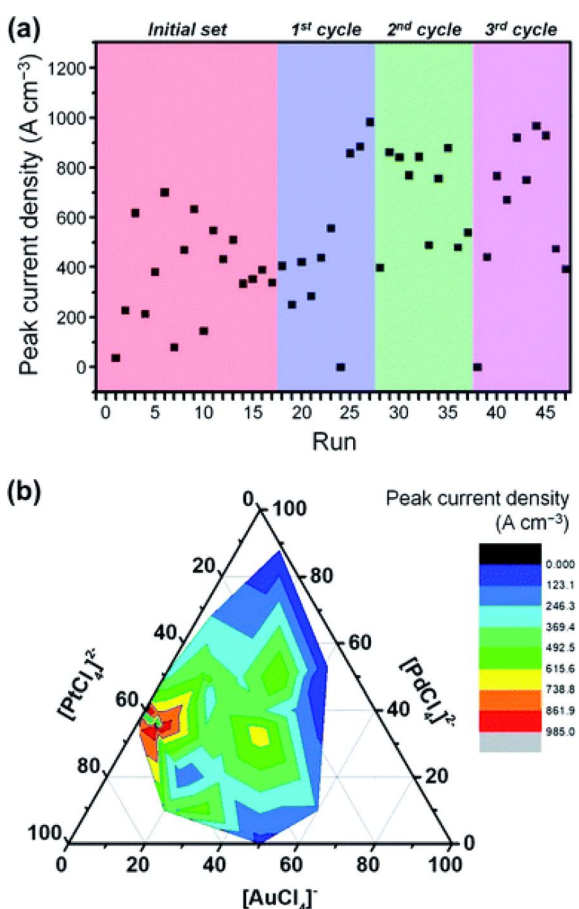 (a)
Initial set 1st cycle 2nd cycle 3rd cycle
Peak current density (A cm⁻³)
1300
1000
800
600
400
200
0
0 5 10 15 20 25 30 35 40 45
Run
(b)
Peak current density
(A cm⁻³)
0.000
123.1
246.3
369.4
492.5
615.6
738.8
861.9
985.0
0 100
20 80
40 60
60 40
80 20
100 0
[PtCl₄]²⁻
[PdCl₄]²⁻
0 20 40 60 80 100
[AuCl₄]⁻